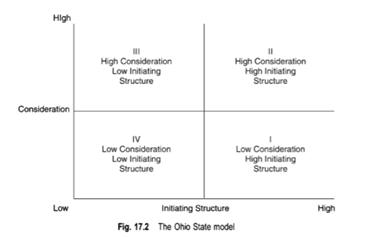 HIgh
III
High Consideration
Low Initiating
Structure
II
High Consideration
High Initiating
Structure
Consideration
IV
Low Consideration
Low Initiating
Structure
I
Low Consideration
High Initiating
Structure
Low
Initiating Structure
High
Fig. 17.2 The Ohio State model